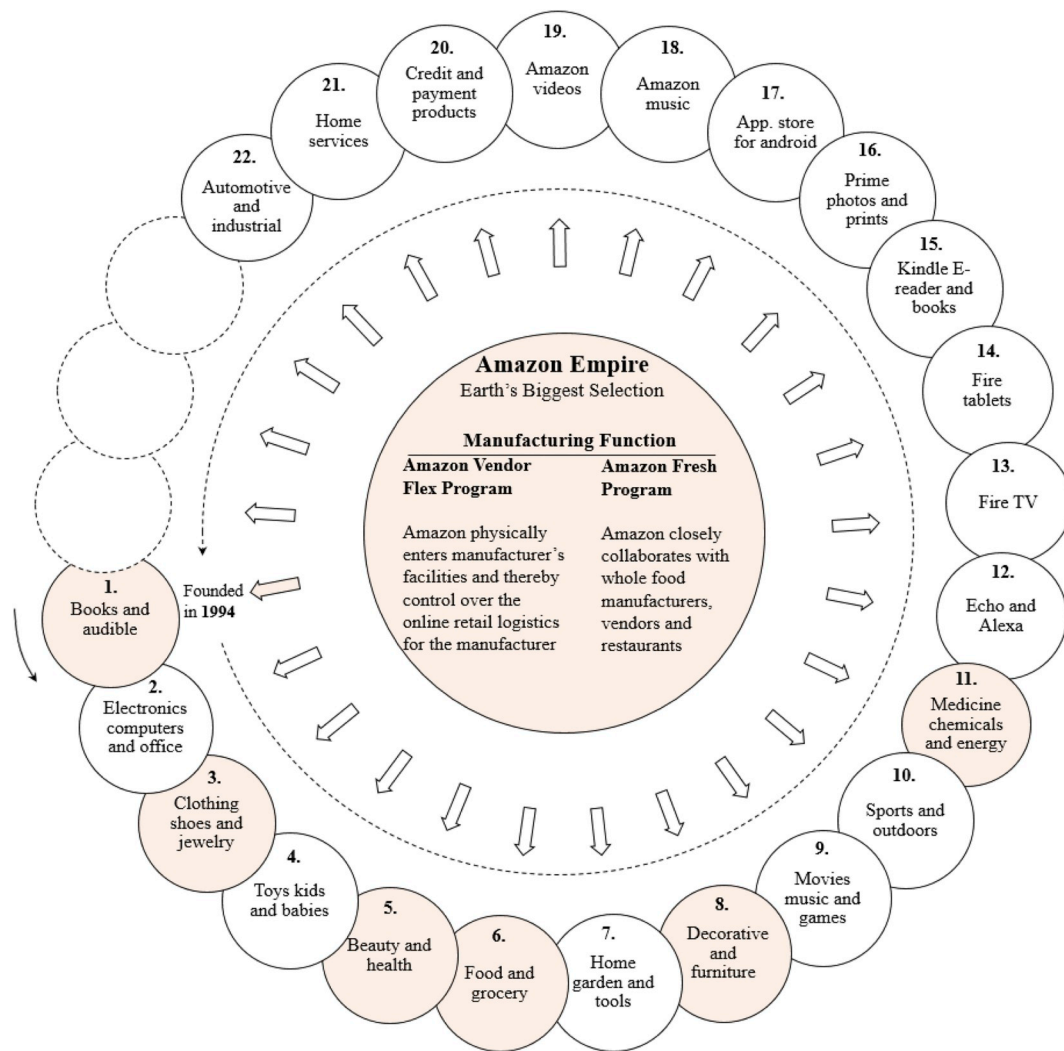 Amazon Empire
Earth's Biggest Selection
Manufacturing Function
Amazon Vendor
Flex Program
Amazon physically
enters manufacturer's
facilities and thereby
control over the
online retail logistics
for the manufacturer
Amazon Fresh
Program
Amazon closely
collaborates with
whole food
manufacturers,
vendors and
restaurants
Founded
in 1994
1.
Books and
audible
2.
Electronics
computers
and office
3.
Clothing
shoes and
jewelry
4.
Toys kids
and babies
5.
Beauty and
health
6.
Food and
grocery
7.
Home
garden and
tools
8.
Decorative
and
furniture
9.
Movies
music and
games
10.
Sports and
outdoors
11.
Medicine
chemicals
and energy
12.
Echo and
Alexa
13.
Fire TV
14.
Fire
tablets
15.
Kindle E-
reader and
books
16.
Prime
photos and
prints
17.
App. store
for android
18.
Amazon
music
19.
Amazon
videos
20.
Credit and
payment
products
21.
Home
services
22.
Automotive
and
industrial